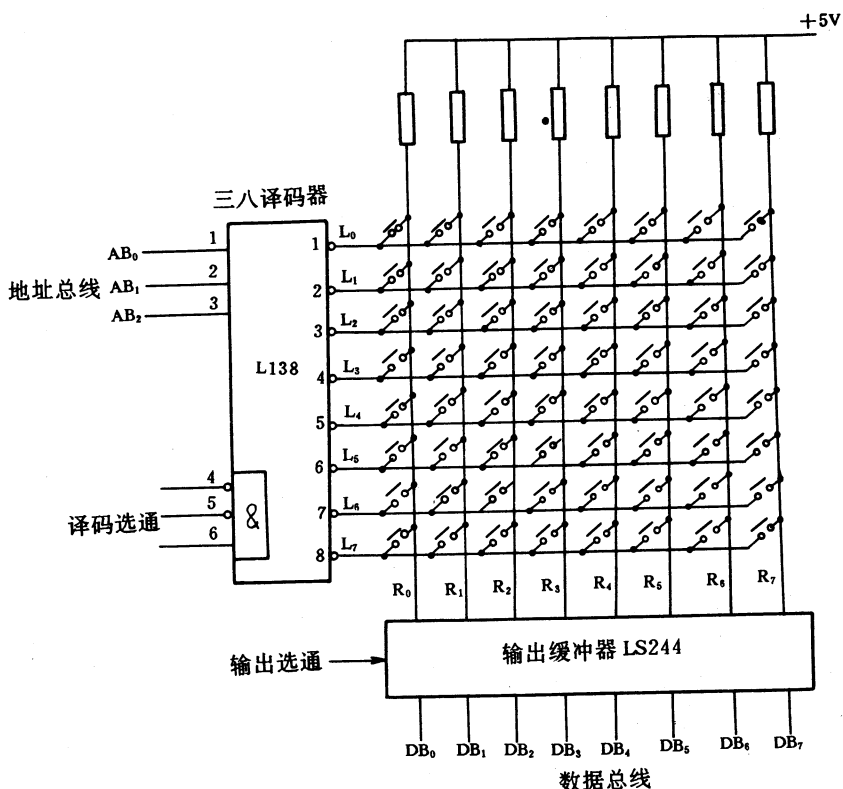 +5V
三八译码器
1
1
L₀
AB₀
地址总线
2
AB₁
2
L₁
3
AB₂
3
L₂
L138
4
L₃
5
L₄
6
L₅
4
译码选通
5
&
7
L₆
6
8
L₇
R₀ R₁ R₂ R₃ R₄ R₅ R₆ R₇
输出选通
输出缓冲器 LS244
DB₀ DB₁ DB₂ DB₃ DB₄ DB₅ DB₆ DB₇
数据总线